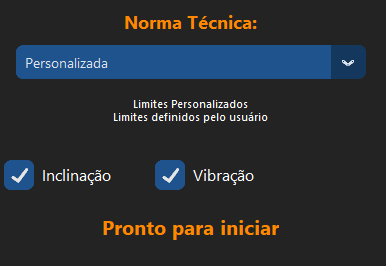 Norma Técnica:
Personalizada
Limites Personalizados
Limites definidos pelo usuário
Inclinação
Vibração
Pronto para iniciar